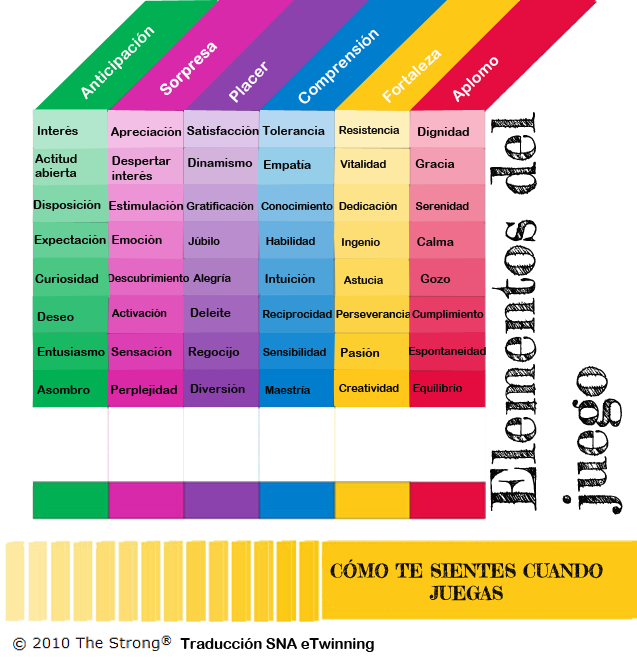 Anticipación
Sorpresa
Placer
Comprensión
Fortaleza
Aplomo
Interés
Apreciación
Satisfacción
Tolerancia
Resistencia
Dignidad
Actitud
abierta
Despertar
interés
Dinamismo
Empatía
Vitalidad
Gracia
Disposición
Estimulación
Gratificación
Conocimiento
Dedicación
Serenidad
Expectación
Emoción
Júbilo
Habilidad
Ingenio
Calma
Curiosidad
Descubrimiento
Alegría
Intuición
Astucia
Gozo
Deseo
Activación
Deleite
Reciprocidad
Perseverancia
Cumplimiento
Entusiasmo
Sensación
Regocijo
Sensibilidad
Pasión
Espontaneidad
Asombro
Perplejidad
Diversión
Maestría
Creatividad
Equilibrio
Elementos del
juego
CÓMO TE SIENTES CUANDO
JUEGAS
© 2010 The Strong® Traducción SNA eTwinning